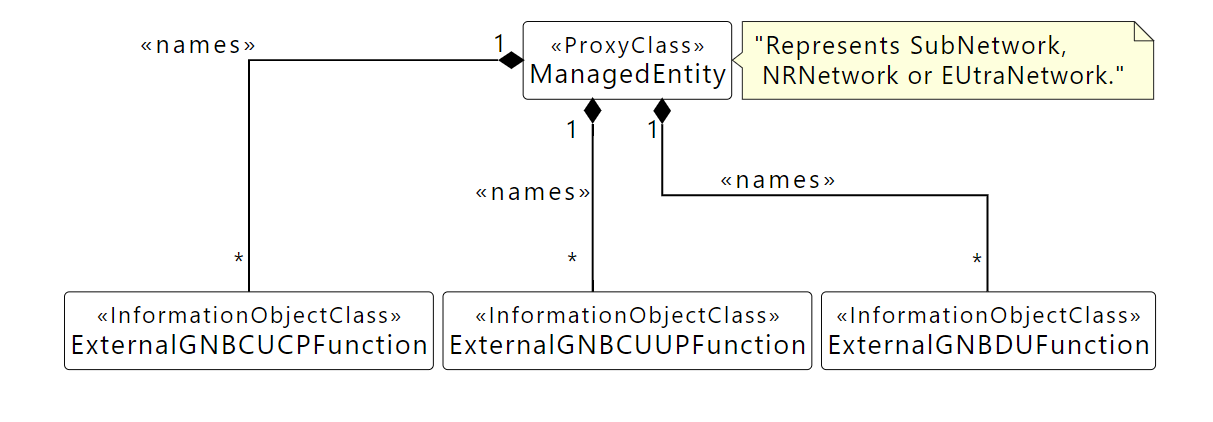 «names»
1
«ProxyClass»
ManagedEntity
"Represents SubNetwork,
NRNetwork or EUtraNetwork."
1
1
«names»
«names»
*
*
*
«InformationObjectClass»
ExternalGNBCUCPFunction
«InformationObjectClass»
ExternalGNBCUUPFunction
«InformationObjectClass»
ExternalGNBDUFunction